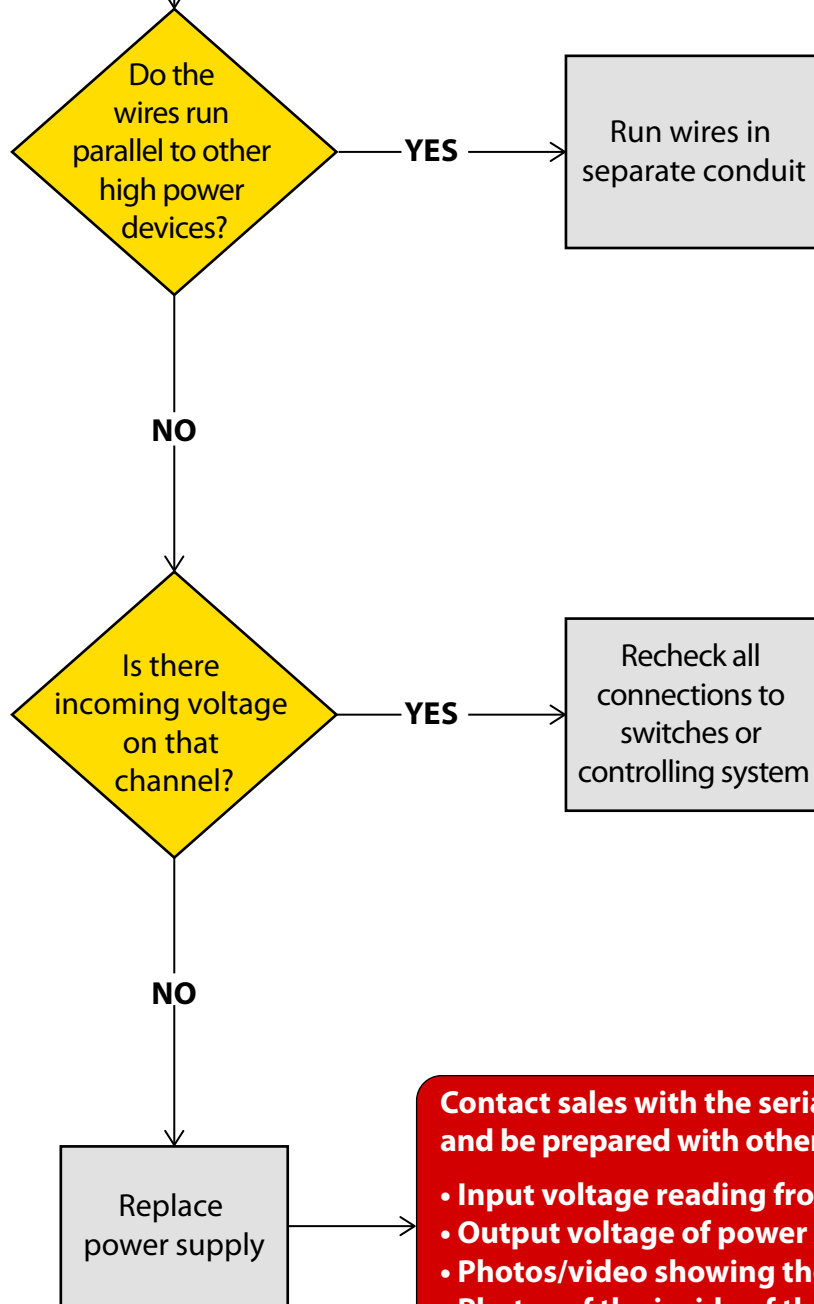 Do the
wires run
parallel to other
high power
devices?
YES
Run wires in
separate conduit
NO
Is there
incoming voltage
on that
channel?
YES
Recheck all
connections to
switches or
controlling system
NO
Replace
power supply
Contact sales with the seria
and be prepared with other
• Input voltage reading fro
• Output voltage of power
• Photos/video showing the